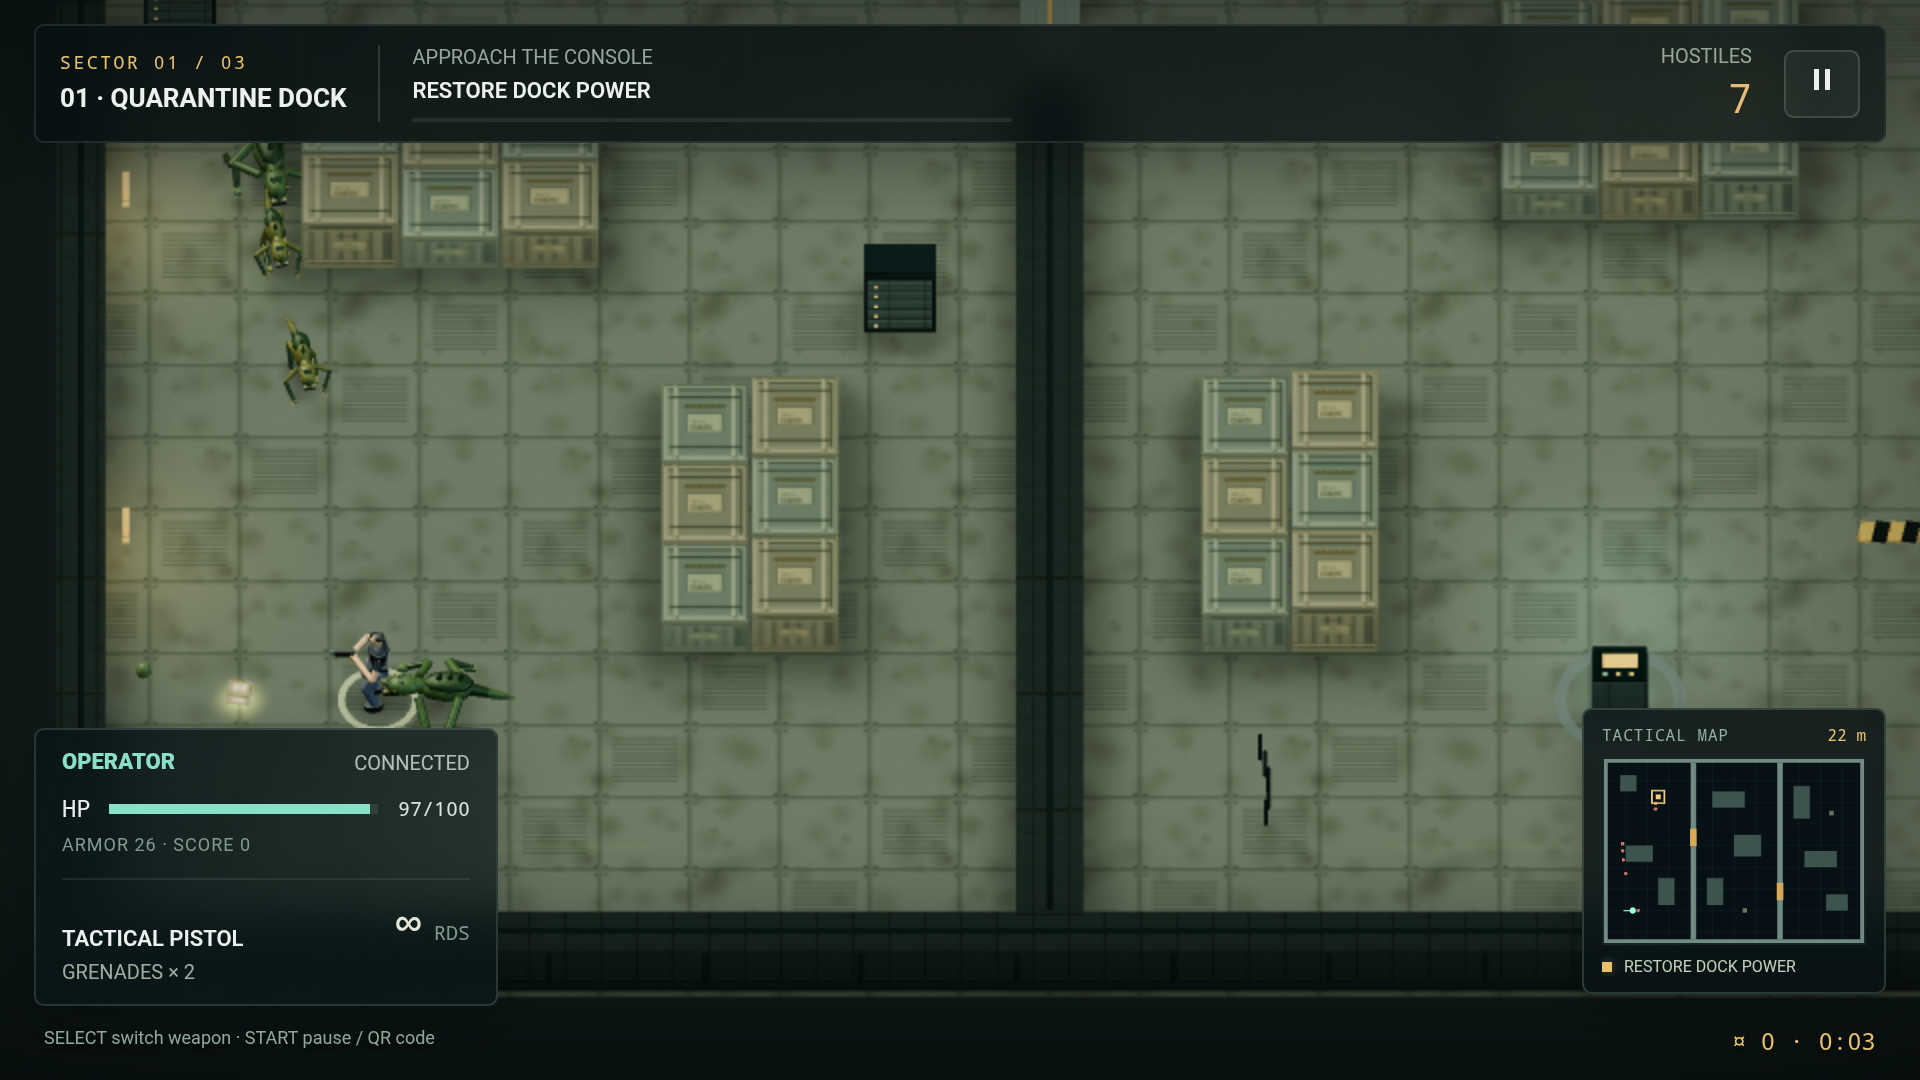 SECTOR 01 / 03
01 · QUARANTINE DOCK
APPROACH THE CONSOLE
RESTORE DOCK POWER
HOSTILES
7
OPERATOR
CONNECTED
HP
97/100
ARMOR 26 · SCORE 0
TACTICAL PISTOL
∞ RDS
GRENADES × 2
TACTICAL MAP
22 m
RESTORE DOCK POWER
SELECT switch weapon · START pause / QR code
¤ 0 · 0:03